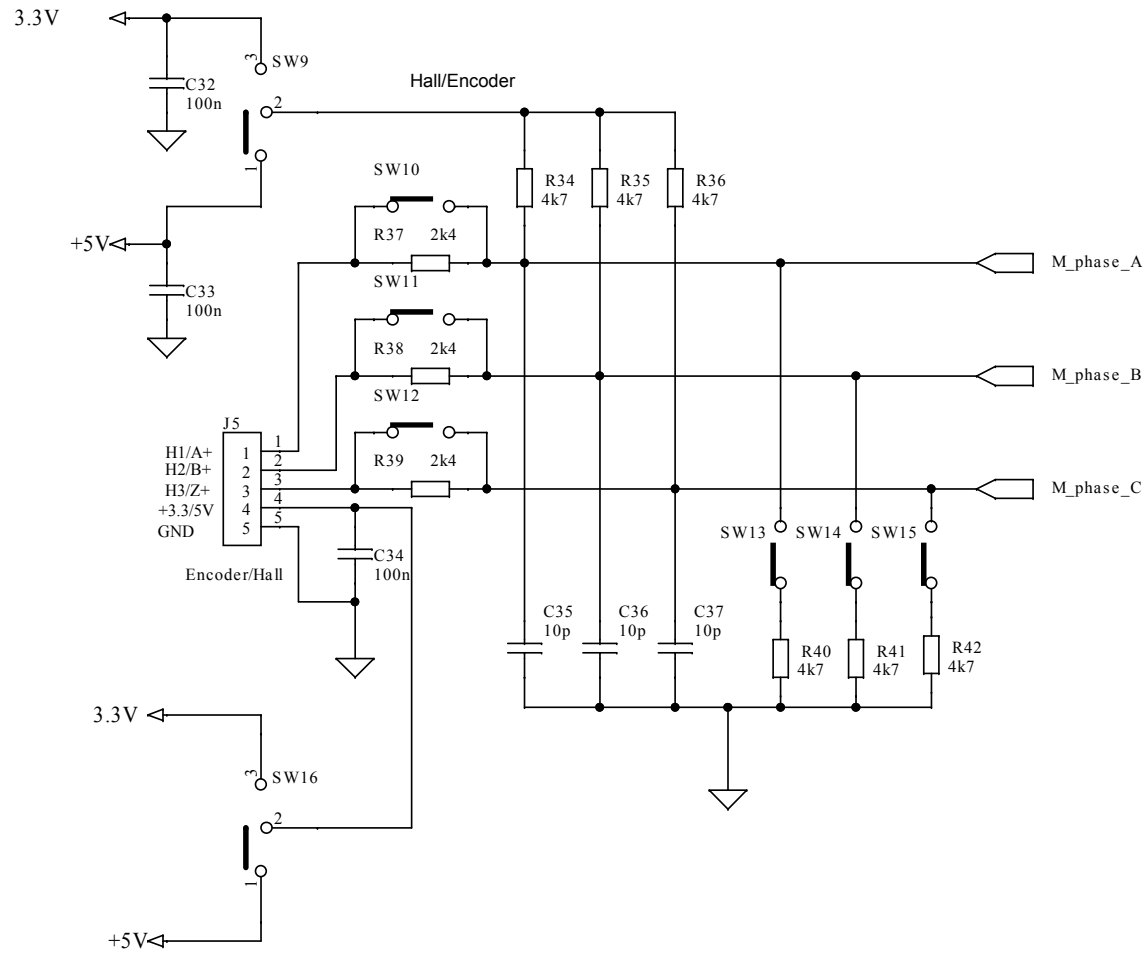 3.3V
3
SW9
C32
100n
Hall/Encoder
2
1
SW10
R34
4k7
R35
4k7
R36
4k7
+5V
R37 2k4
SW11
M_phase_A
C33
100n
R38 2k4
SW12
M_phase_B
J5
H1/A+ 1 1
H2/B+ 2 2
H3/Z+ 3 3
+3.3/5V 4 4
GND 5 5
Encoder/Hall
R39 2k4
M_phase_C
C34
100n
SW13
SW14
SW15
C35
10p
C36
10p
C37
10p
R40
4k7
R41
4k7
R42
4k7
3.3V
3
SW16
2
1
+5V